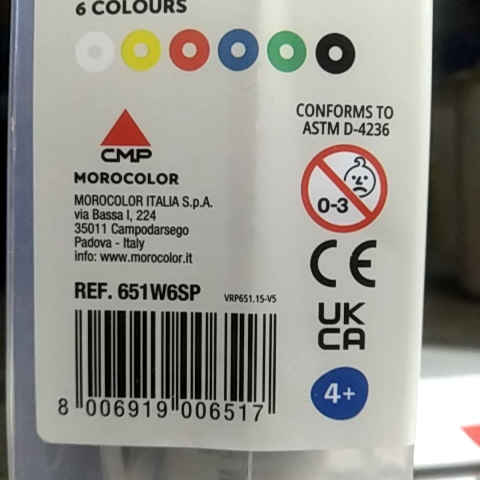 6 COLOURS
CMP
MOROCOLOR
MOROCOLOR ITALIA S.p.A.
via Bassa I, 224
35011 Campodarsego
Padova - Italy
info: www.morocolor.it
REF. 651W6SP
VRP651.15-V5
8 006919 006517
CONFORMS TO
ASTM D-4236
0-3
CE
UK
CA
4+